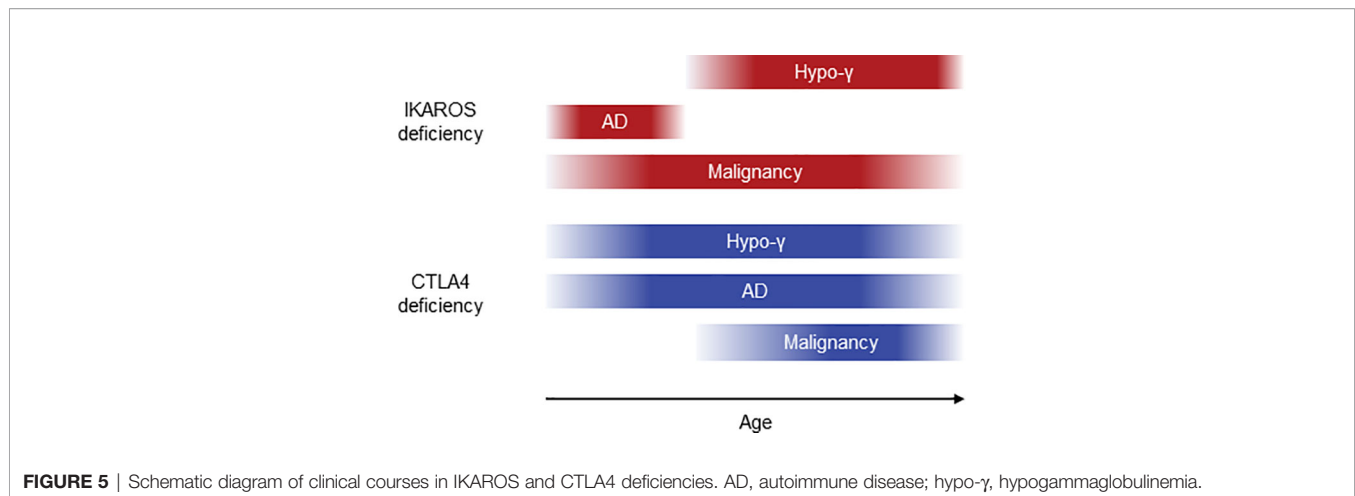 Hypo-γ
IKAROS
deficiency
AD
Malignancy
Hypo-γ
CTLA4
deficiency
AD
Malignancy
Age
FIGURE 5 | Schematic diagram of clinical courses in IKAROS and CTLA4 deficiencies. AD, autoimmune disease; hypo-γ, hypogammaglobulinemia.